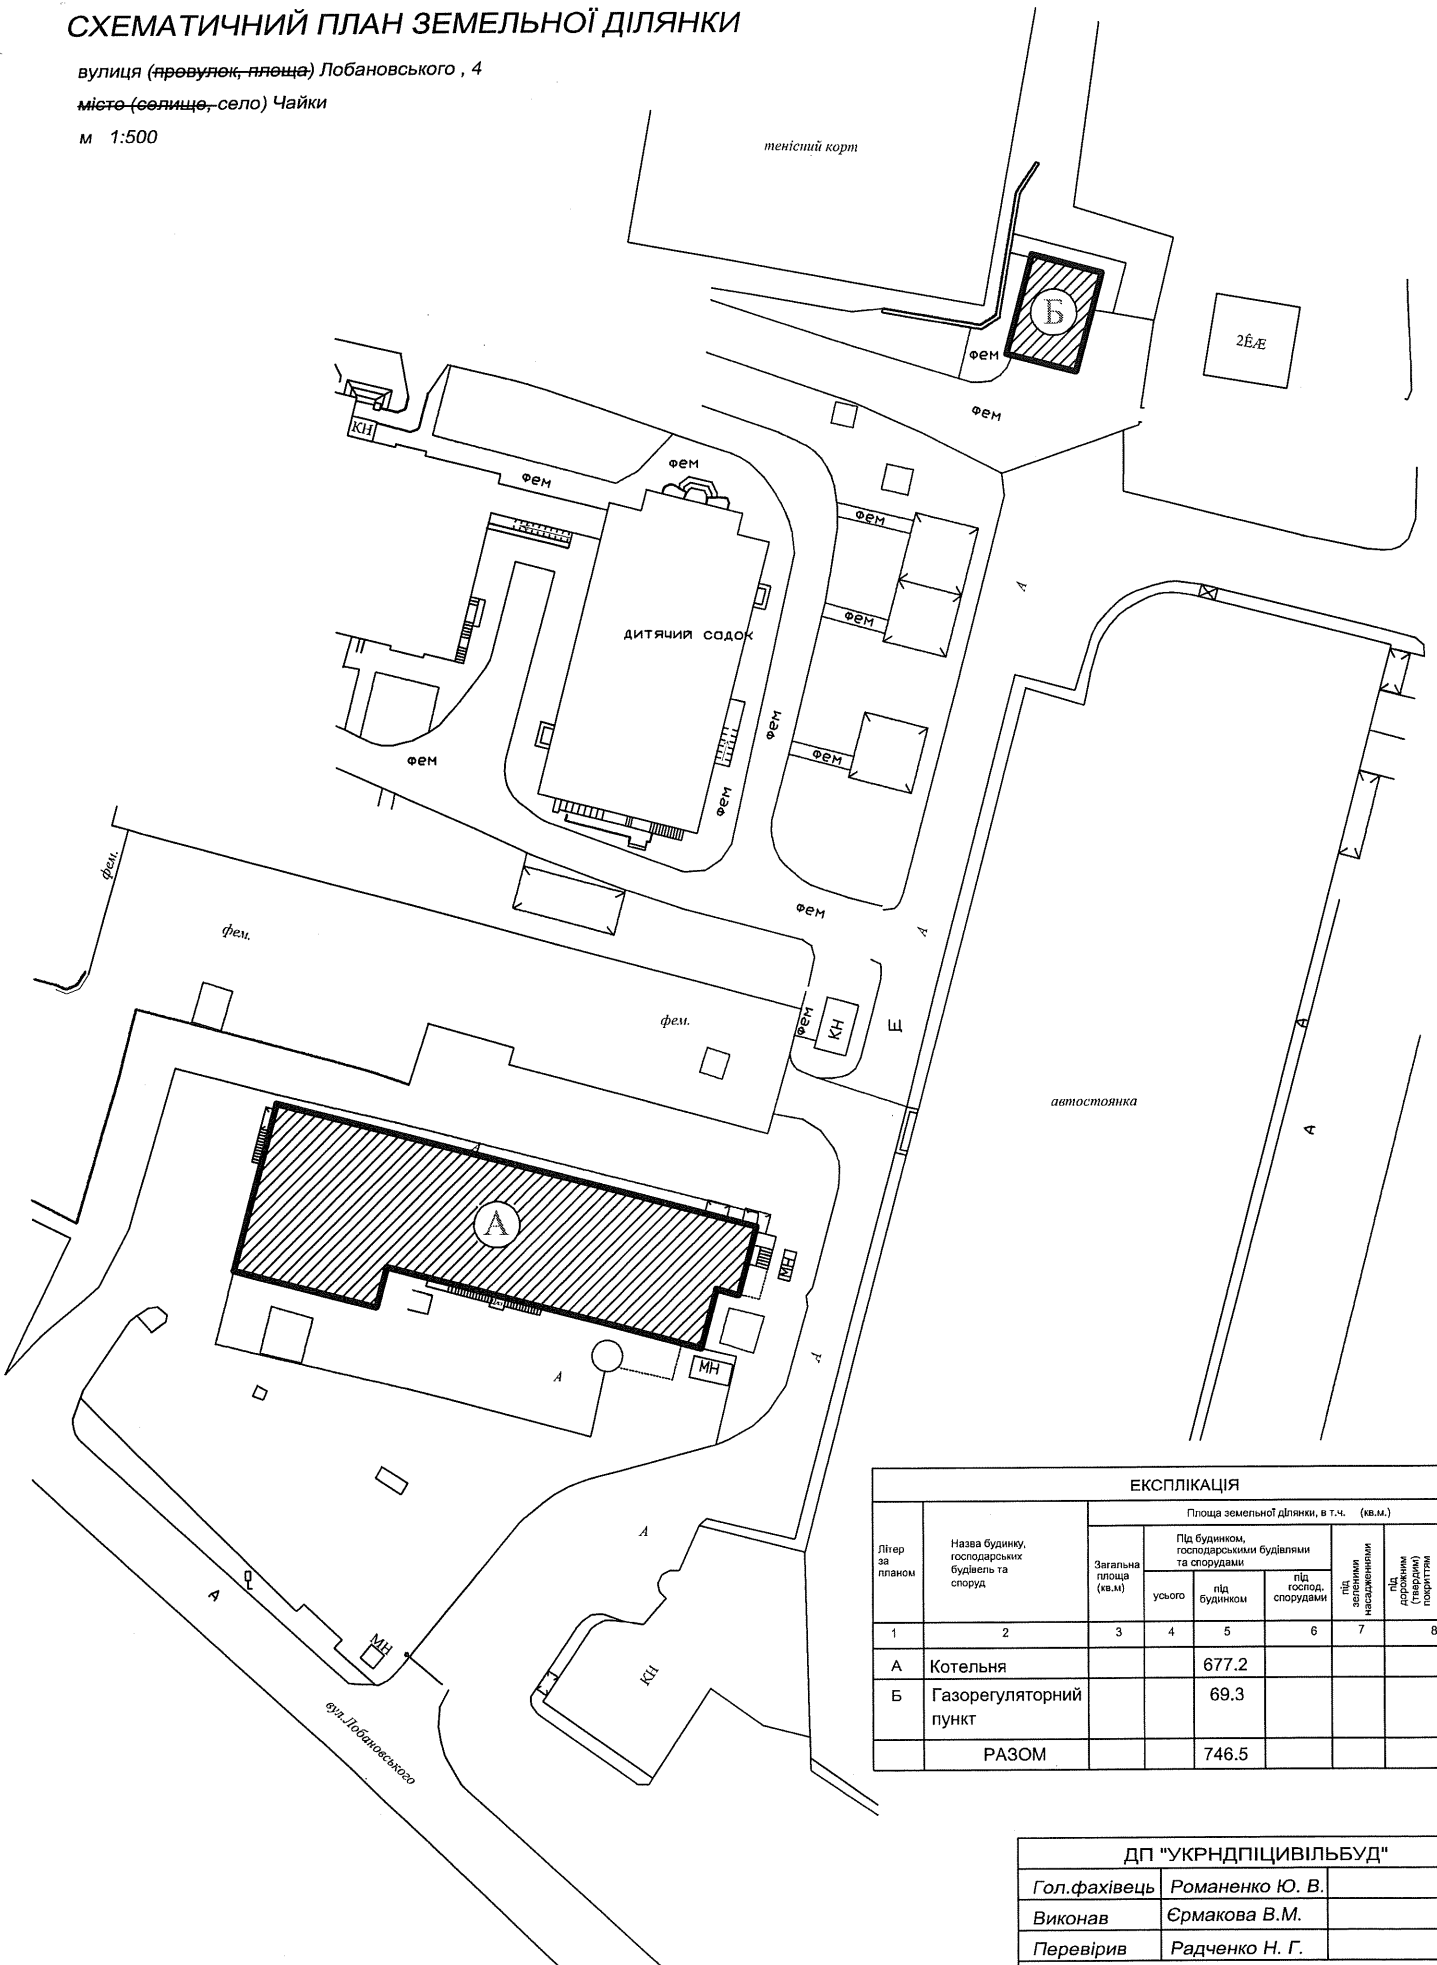 СХЕМАТИЧНИЙ ПЛАН ЗЕМЕЛЬНОЇ ДІЛЯНКИ
вулиця (провулок, площа) Лобановського , 4
місто (селище, село) Чайки
м 1:500
тенісний корт
Б
2ÊÆ
фем
фем
КН
фем
фем
фем
А
фем
дитячий садок
фем
фем
фем
фем
фем.
фем
фем.
А
фем.
фем
КН
Щ
А
автостоянка
А
А
А
МН
А
МН
А
А
А
МН
КН
вул.Лобановського
ЕКСПЛІКАЦІЯ
Літер за планом
Назва будинку, господарських будівель та споруд
Площа земельної ділянки, в т.ч. (кв.м.)
Загальна площа (кв.м)
Під будинком, господарськими будівлями та спорудами
усього
під будинком
під господ. спорудами
під зеленими насадженнями
під дорожним (твердим) покриттям
1 2 3 4 5 6 7 8
А Котельня 677.2
Б Газорегуляторний пункт 69.3
РАЗОМ 746.5
ДП "УКРНДПІЦИВІЛЬБУД"
Гол.фахівець Романенко Ю. В.
Виконав Єрмакова В.М.
Перевірив Радченко Н. Г.